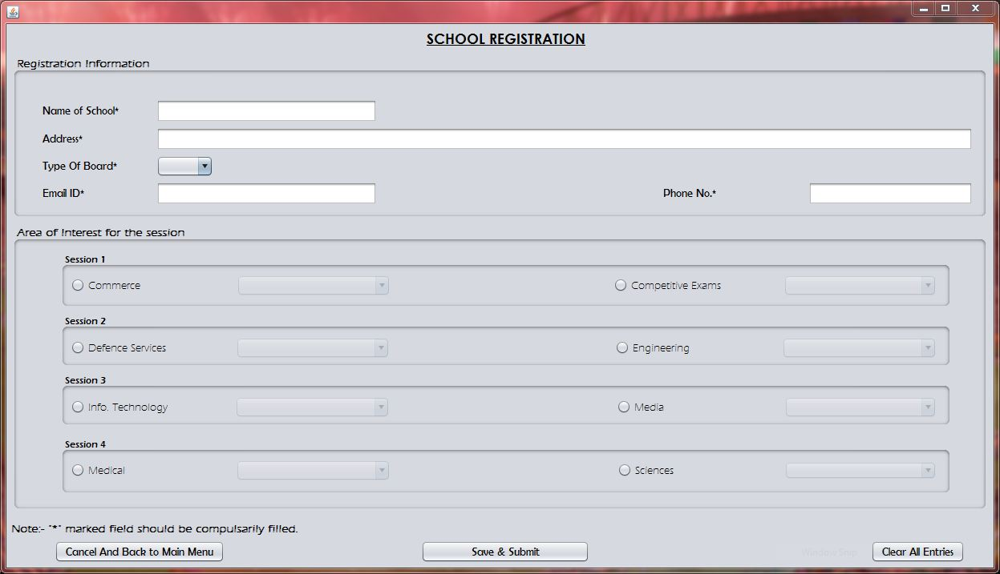 SCHOOL REGISTRATION
Registration Information
Name of School*
Address*
Type Of Board*
Email ID* Phone No.*
Area of Interest for the session
Session 1
Commerce Competitive Exams
Session 2
Defence Services Engineering
Session 3
Info. Technology Media
Session 4
Medical Sciences
Note:- "*" marked field should be compulsarily filled.
Cancel And Back to Main Menu Save & Submit Window Snip Clear All Entries